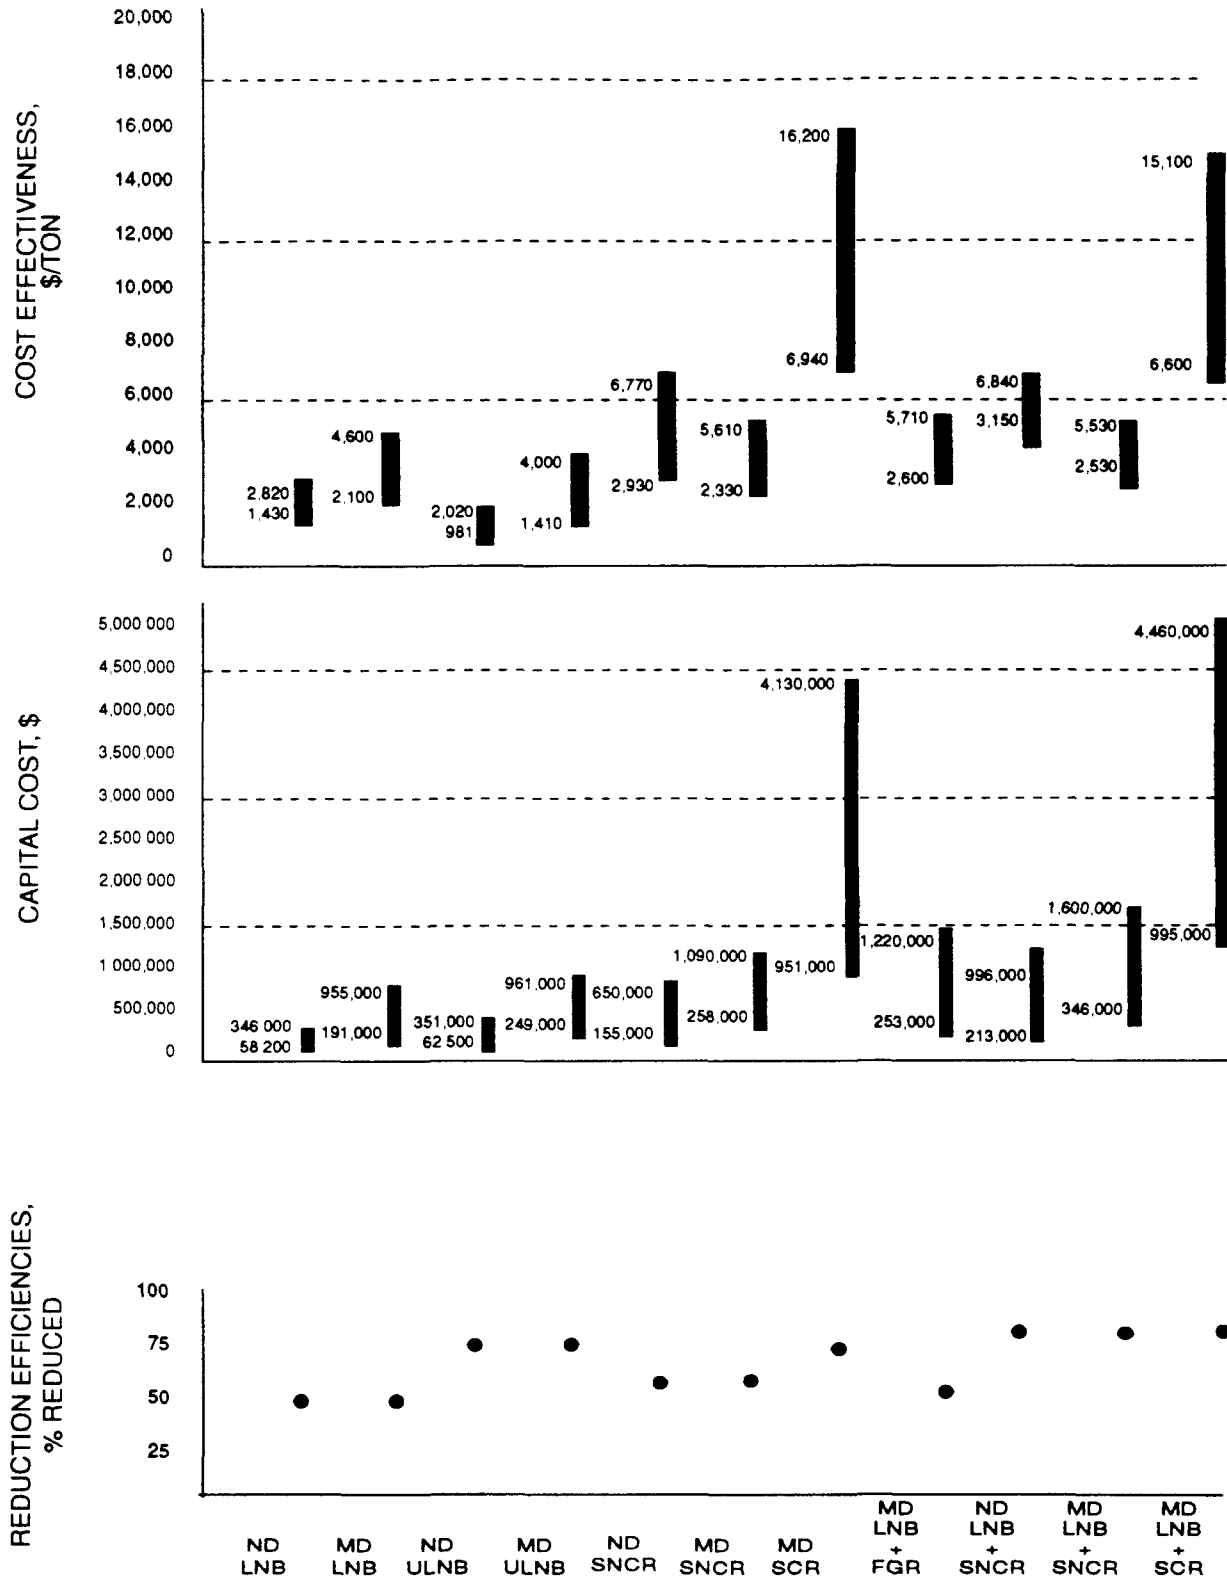 COST EFFECTIVENESS,
$/TON
20,000
18,000
16,000
14,000
12,000
10,000
8,000
6,000
4,000
2,000
0
2,820
1,430
4,600
2,100
2,020
981
4,000
1,410
6,770
2,930
5,610
2,330
16,200
6,940
5,710
2,600
6,840
3,150
5,530
2,530
15,100
6,600
CAPITAL COST, $
5,000 000
4,500,000
4,000,000
3,500,000
3,000 000
2,500,000
2,000 000
1,500,000
1 000,000
500,000
0
346 000
58 200
955,000
191,000
351,000
62 500
961,000
249,000
650,000
155,000
1,090,000
258,000
4,130,000
951,000
1,220,000
253,000
996,000
213,000
1,600,000
346,000
4,460,000
995,000
REDUCTION EFFICIENCIES,
% REDUCED
100
75
50
25
ND
LNB
MD
LNB
ND
ULNB
MD
ULNB
ND
SNCR
MD
SNCR
MD
SCR
MD
LNB
+
FGR
ND
LNB
+
SNCR
MD
LNB
+
SNCR
MD
LNB
+
SCR